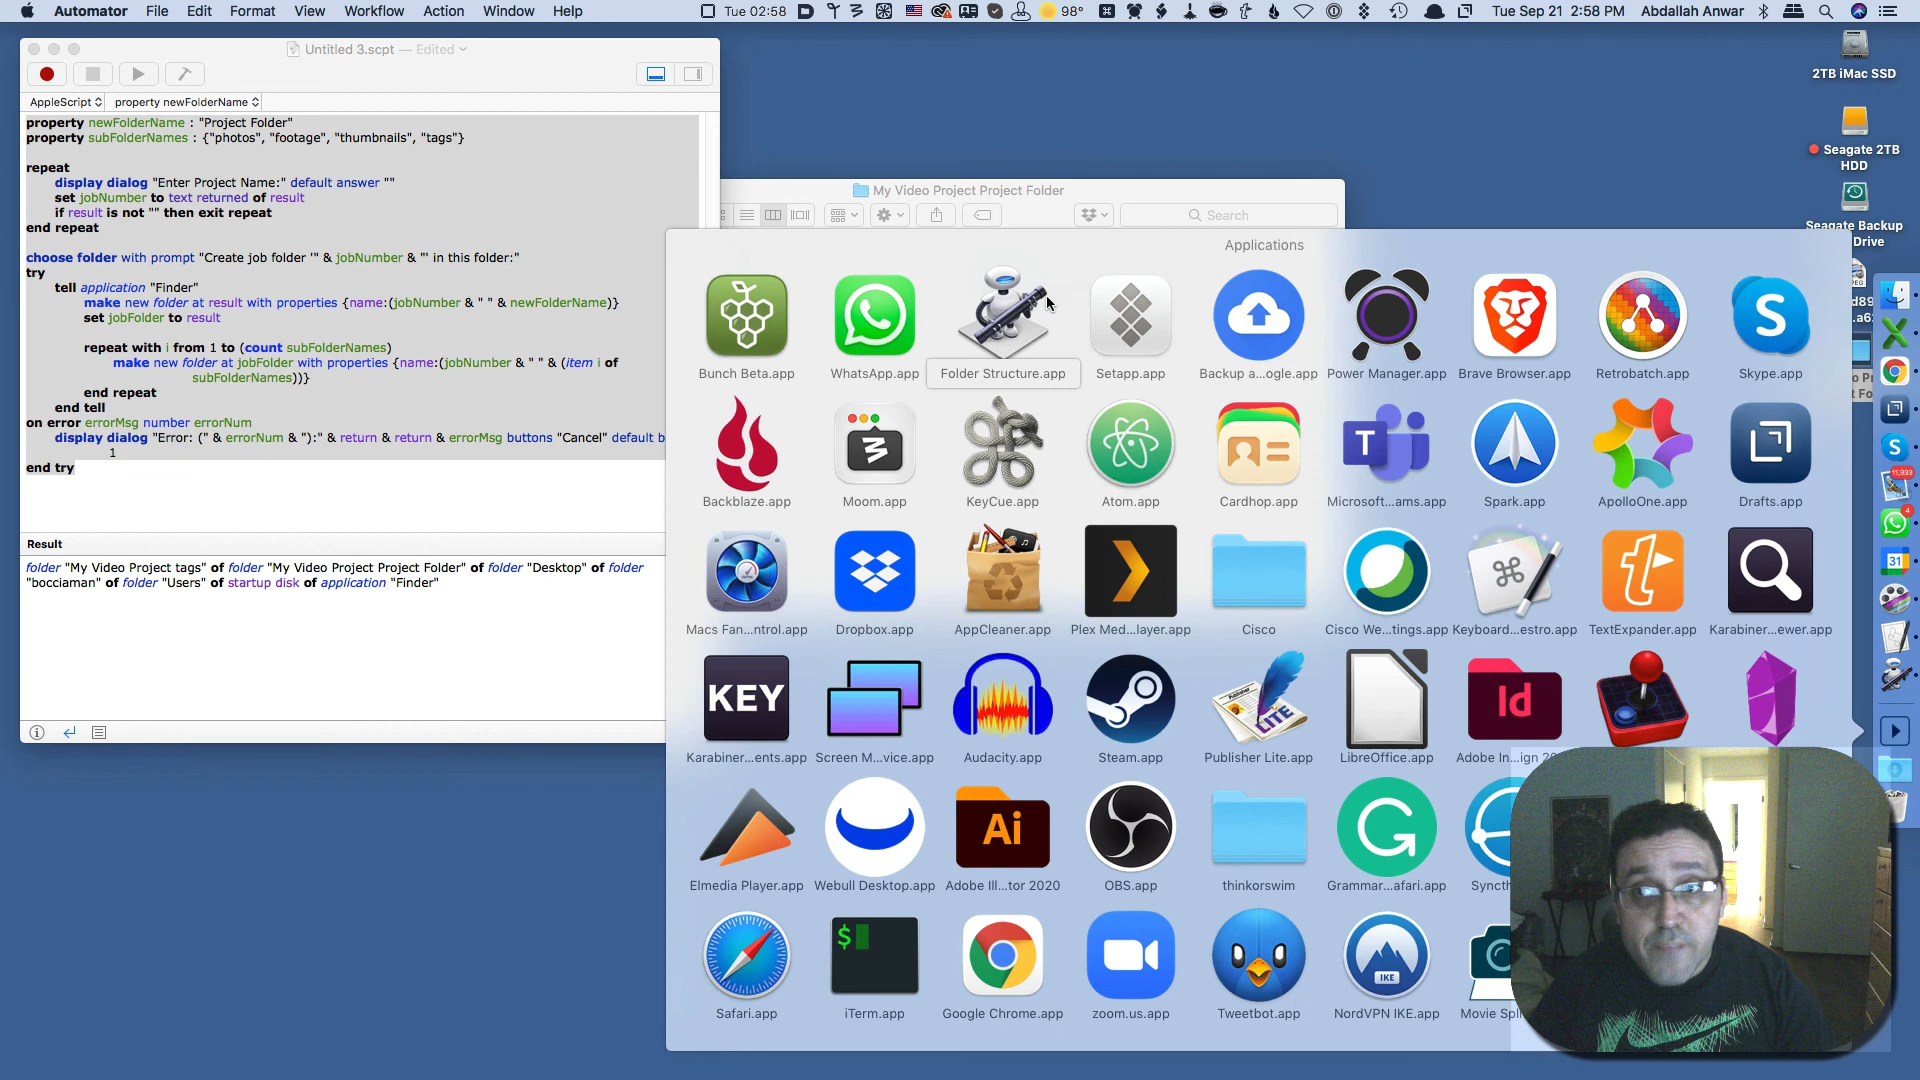 Automator File Edit Format View Workflow Action Window Help
Tue 02:58
98°
Tue Sep 21 2:58 PM Abdallah Anwar
Untitled 3.scpt — Edited
AppleScript property newFolderName
property newFolderName : "Project Folder"
property subFolderNames : {"photos", "footage", "thumbnails", "tags"}
repeat
display dialog "Enter Project Name:" default answer ""
set jobNumber to text returned of result
if result is not "" then exit repeat
end repeat
choose folder with prompt "Create job folder '" & jobNumber & "' in this folder:"
try
tell application "Finder"
make new folder at result with properties {name:(jobNumber & " " & newFolderName)}
set jobFolder to result
repeat with i from 1 to (count subFolderNames)
make new folder at jobFolder with properties {name:(jobNumber & " " & (item i of
subFolderNames))}
end repeat
end tell
on error errorMsg number errorNum
display dialog "Error: (" & errorNum & "):" & return & return & errorMsg buttons "Cancel" default b
1
end try
Result
folder "My Video Project tags" of folder "My Video Project Project Folder" of folder "Desktop" of folder
"bocciaman" of folder "Users" of startup disk of application "Finder"
My Video Project Project Folder
Search
Applications
Bunch Beta.app WhatsApp.app Folder Structure.app Setapp.app Backup a...ogle.app Power Manager.app Brave Browser.app Retrobatch.app Skype.app
Backblaze.app Moom.app KeyCue.app Atom.app Cardhop.app Microsoft...ams.app Spark.app ApolloOne.app Drafts.app
Macs Fan...ntrol.app Dropbox.app AppCleaner.app Plex Med...layer.app Cisco Cisco We...tings.app Keyboard...estro.app TextExpander.app Karabiner...ewer.app
KEY
Id
Karabiner...ents.app Screen M...vice.app Audacity.app Steam.app Publisher Lite.app LibreOffice.app Adobe In...ign 20
Ai
Elmedia Player.app Webull Desktop.app Adobe Ill...tor 2020 OBS.app thinkorswim Grammar...afari.app Syncth
IKE
Safari.app iTerm.app Google Chrome.app zoom.us.app Tweetbot.app NordVPN IKE.app Movie Spl
2TB iMac SSD
Seagate 2TB
HDD
Seagate Backup
Drive
11,933
4
31